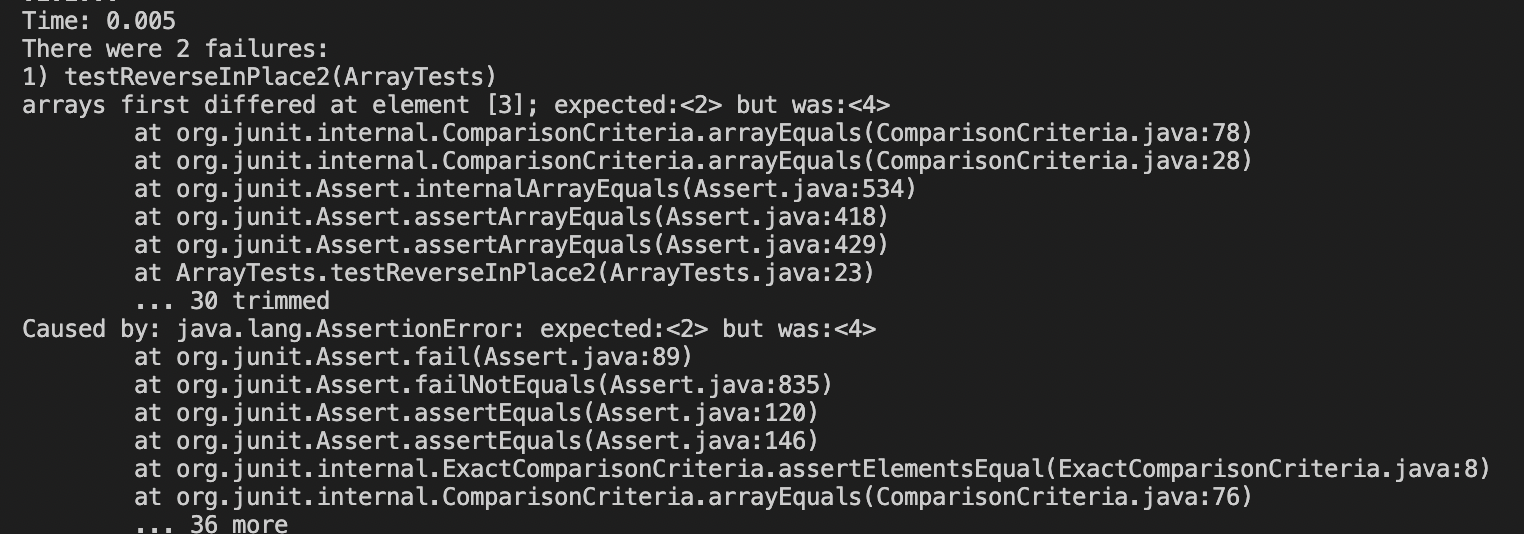 Time: 0.005
There were 2 failures:
1) testReverseInPlace2(ArrayTests)
arrays first differed at element [3]; expected:<2> but was:<4>
        at org.junit.internal.ComparisonCriteria.arrayEquals(ComparisonCriteria.java:78)
        at org.junit.internal.ComparisonCriteria.arrayEquals(ComparisonCriteria.java:28)
        at org.junit.Assert.internalArrayEquals(Assert.java:534)
        at org.junit.Assert.assertArrayEquals(Assert.java:418)
        at org.junit.Assert.assertArrayEquals(Assert.java:429)
        at ArrayTests.testReverseInPlace2(ArrayTests.java:23)
        ... 30 trimmed
Caused by: java.lang.AssertionError: expected:<2> but was:<4>
        at org.junit.Assert.fail(Assert.java:89)
        at org.junit.Assert.failNotEquals(Assert.java:835)
        at org.junit.Assert.assertEquals(Assert.java:120)
        at org.junit.Assert.assertEquals(Assert.java:146)
        at org.junit.internal.ExactComparisonCriteria.assertElementsEqual(ExactComparisonCriteria.java:8)
        at org.junit.internal.ComparisonCriteria.arrayEquals(ComparisonCriteria.java:76)
        ... 36 more